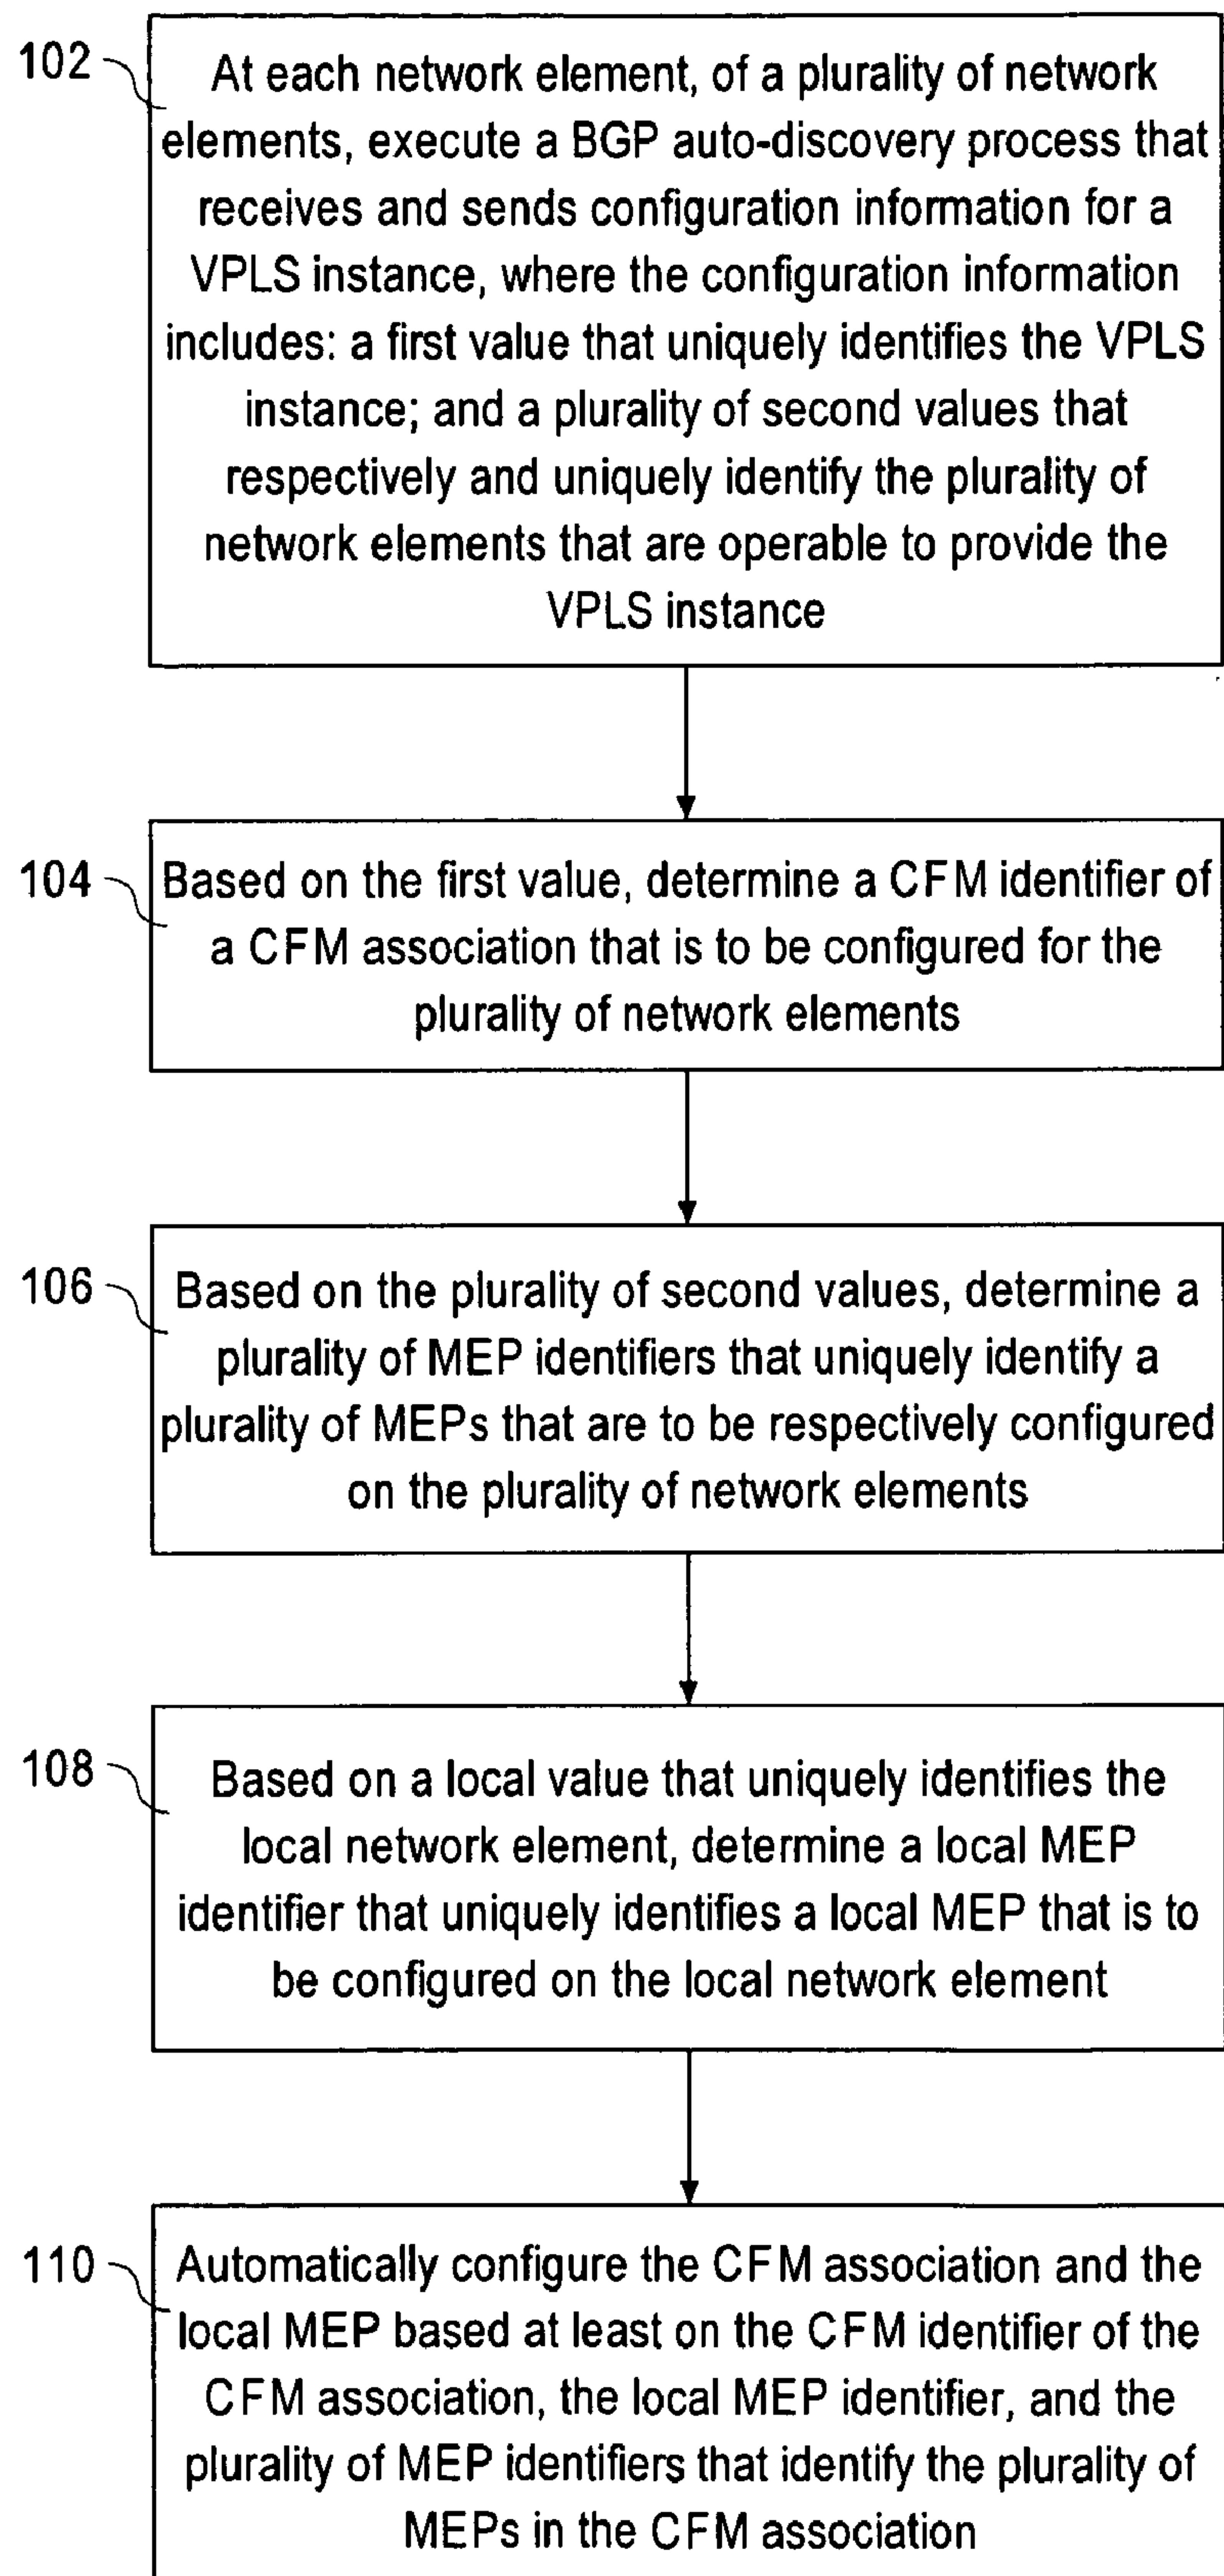 102
At each network element, of a plurality of network
elements, execute a BGP auto-discovery process that
receives and sends configuration information for a
VPLS instance, where the configuration information
includes: a first value that uniquely identifies the VPLS
instance; and a plurality of second values that
respectively and uniquely identify the plurality of
network elements that are operable to provide the
VPLS instance
104
Based on the first value, determine a CFM identifier of
a CFM association that is to be configured for the
plurality of network elements
106
Based on the plurality of second values, determine a
plurality of MEP identifiers that uniquely identify a
plurality of MEPs that are to be respectively configured
on the plurality of network elements
108
Based on a local value that uniquely identifies the
local network element, determine a local MEP
identifier that uniquely identifies a local MEP that is to
be configured on the local network element
110
Automatically configure the CFM association and the
local MEP based at least on the CFM identifier of the
CFM association, the local MEP identifier, and the
plurality of MEP identifiers that identify the plurality of
MEPs in the CFM association